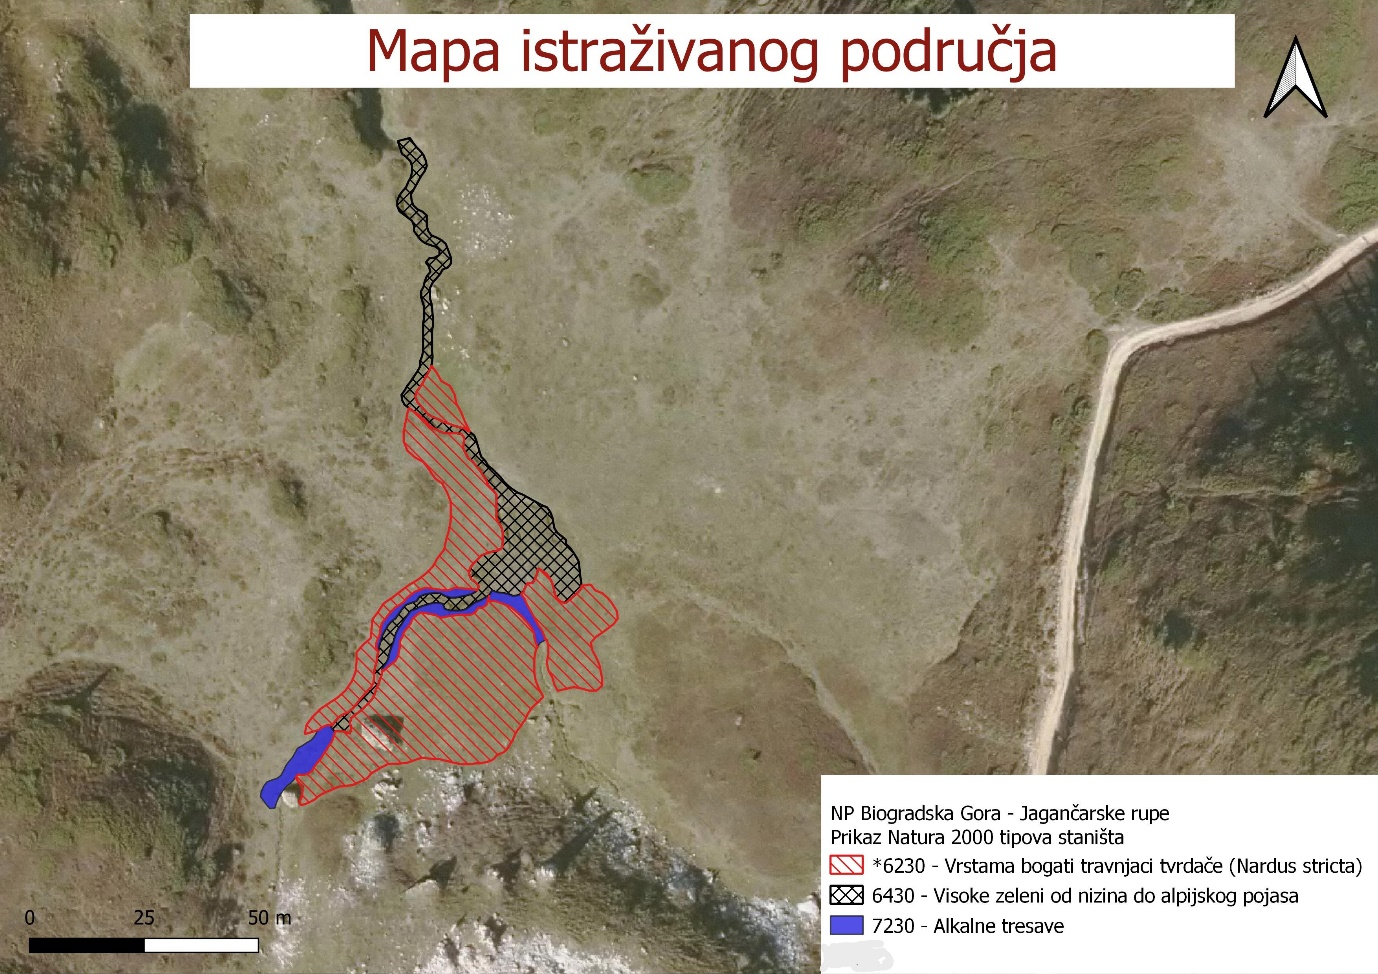 Mapa istraživanog područja
NP Biogradska Gora - Jagančarske rupe
Prikaz Natura 2000 tipova staništa
*6230 - Vrstama bogati travnjaci tvrdače (Nardus stricta)
6430 - Visoke zeleni od nizina do alpijskog pojasa
7230 - Alkalne tresave
0 25 50 m